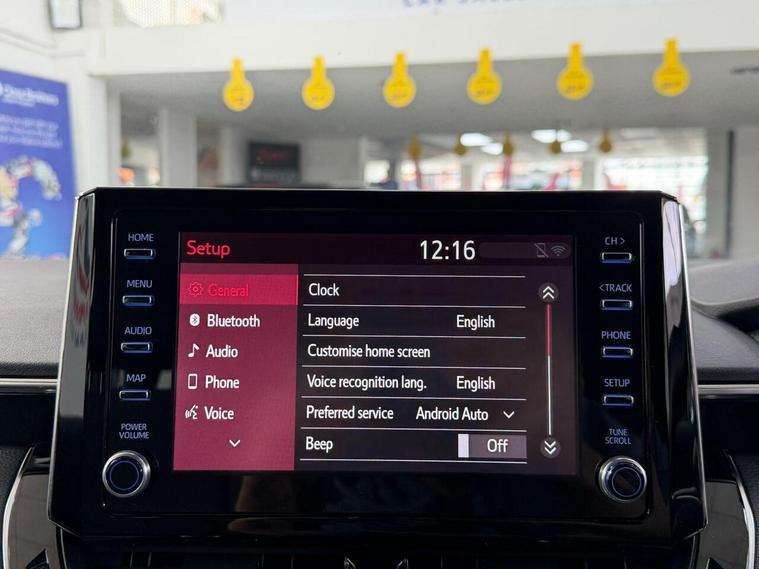 HOME
MENU
AUDIO
MAP
POWER
VOLUME
Setup
12:16
General
Bluetooth
Audio
Phone
Voice
Clock
Language English
Customise home screen
Voice recognition lang. English
Preferred service Android Auto
Beep Off
CH >
< TRACK
PHONE
SETUP
TUNE
SCROLL